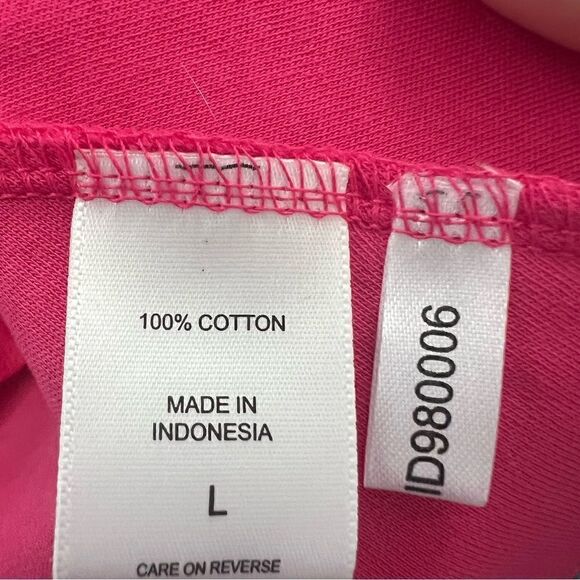 100% COTTON
MADE IN
INDONESIA
L
CARE ON REVERSE
ID980006